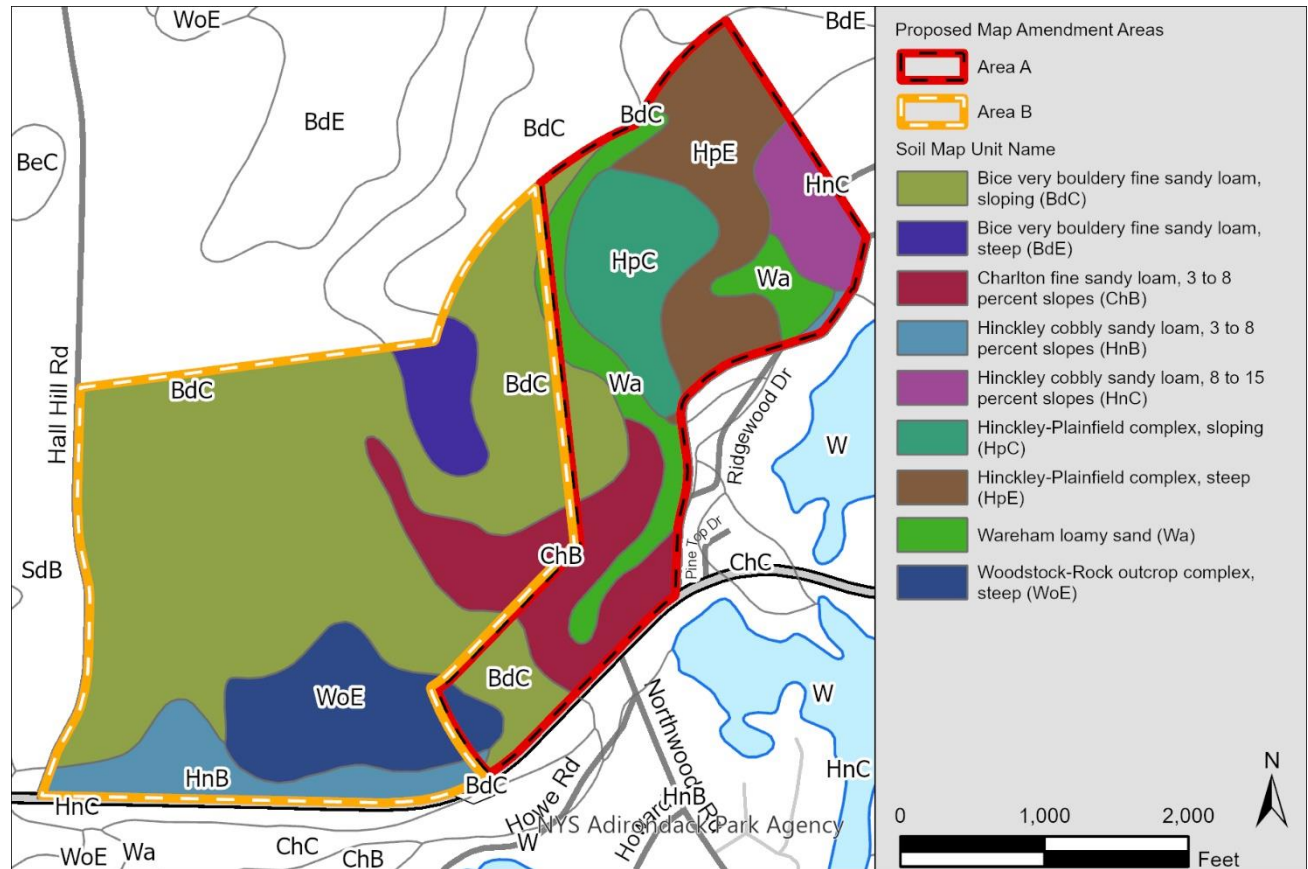 WoE
BdE
BdE
BdC
BdC
BeC
HpE
HnC
HpC
Wa
Hall Hill Rd
BdC
BdC
Wa
Ridgewood Dr
W
Pine Top Dr
ChB
ChC
SdB
BdC
WoE
W
Northwood Rd
HnB
BdC
HnC
HnC
Howe Rd
HnB
Howard
NYS Adirondack Park Agency
W
WoE
Wa
ChC
ChB
Proposed Map Amendment Areas
Area A
Area B
Soil Map Unit Name
Bice very bouldery fine sandy loam,
sloping (BdC)
Bice very bouldery fine sandy loam,
steep (BdE)
Charlton fine sandy loam, 3 to 8
percent slopes (ChB)
Hinckley cobbly sandy loam, 3 to 8
percent slopes (HnB)
Hinckley cobbly sandy loam, 8 to 15
percent slopes (HnC)
Hinckley-Plainfield complex, sloping
(HpC)
Hinckley-Plainfield complex, steep
(HpE)
Wareham loamy sand (Wa)
Woodstock-Rock outcrop complex,
steep (WoE)
N
0 1,000 2,000
Feet